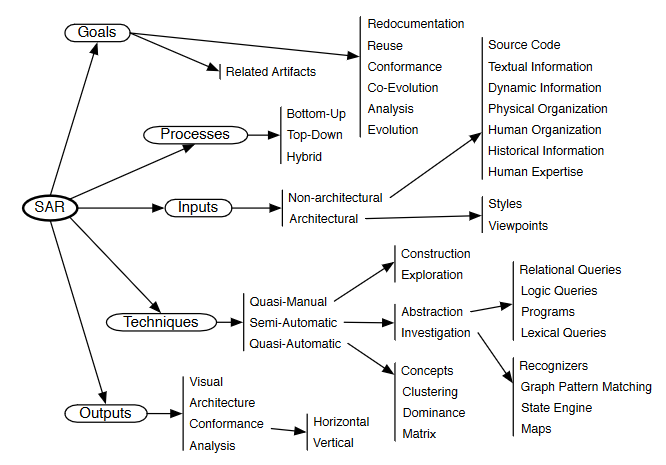 Goals
Redocumentation
Reuse
Conformance
Co-Evolution
Analysis
Evolution
Related Artifacts
Source Code
Textual Information
Dynamic Information
Physical Organization
Human Organization
Historical Information
Human Expertise
Processes
Bottom-Up
Top-Down
Hybrid
SAR
Inputs
Non-architectural
Architectural
Styles
Viewpoints
Techniques
Quasi-Manual
Semi-Automatic
Quasi-Automatic
Construction
Exploration
Abstraction
Investigation
Relational Queries
Logic Queries
Programs
Lexical Queries
Recognizers
Graph Pattern Matching
State Engine
Maps
Concepts
Clustering
Dominance
Matrix
Outputs
Visual
Architecture
Conformance
Analysis
Horizontal
Vertical